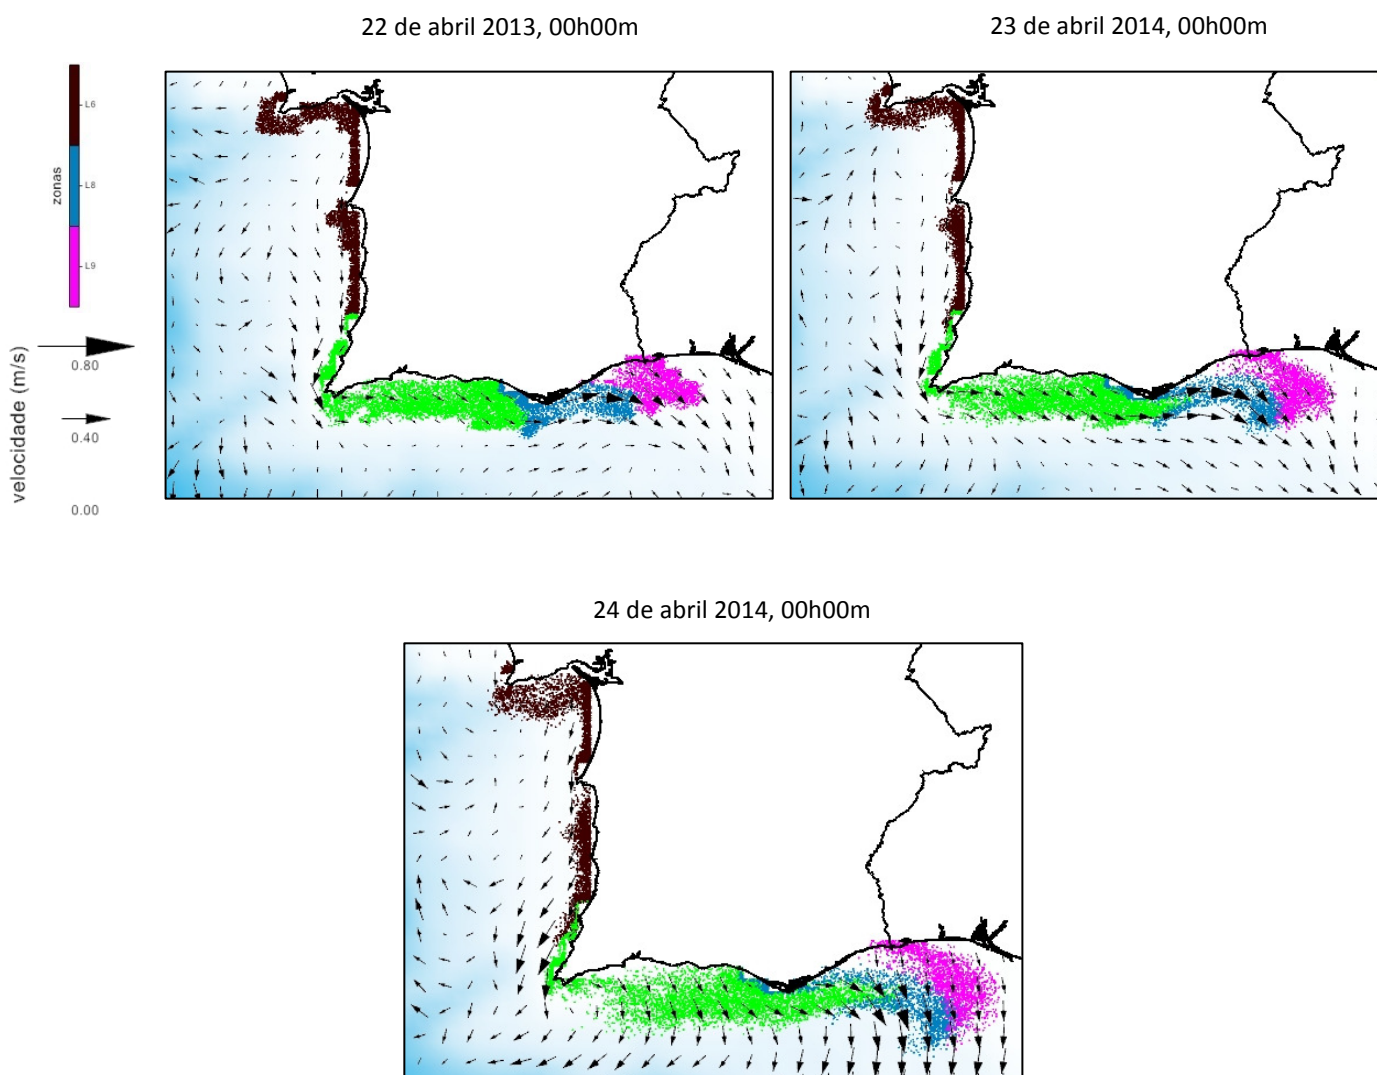 22 de abril 2013, 00h00m
23 de abril 2014, 00h00m
L6
zonas
L8
L9
velocidade (m/s)
0.80
0.40
0.00
24 de abril 2014, 00h00m